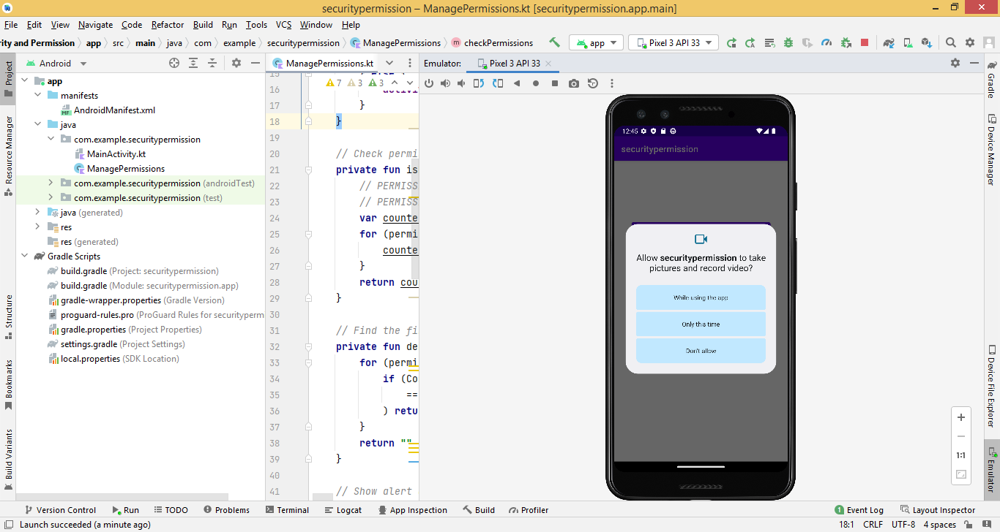 securitypermission – ManagePermissions.kt [securitypermission.app.main]
File Edit View Navigate Code Refactor Build Run Tools VCS Window Help
rity and Permission app src main java com example securitypermission ManagePermissions checkPermissions app Pixel 3 API 33
Android
ManagePermissions.kt
Emulator: Pixel 3 API 33
Project
Resource Manager
Structure
Bookmarks
Build Variants
app
manifests
AndroidManifest.xml
java
com.example.securitypermission
MainActivity.kt
ManagePermissions
com.example.securitypermission (androidTest)
com.example.securitypermission (test)
java (generated)
res
res (generated)
Gradle Scripts
build.gradle (Project: securitypermission)
build.gradle (Module: securitypermission.app)
gradle-wrapper.properties (Gradle Version)
proguard-rules.pro (ProGuard Rules for securityperm
gradle.properties (Project Properties)
settings.gradle (Project Settings)
local.properties (SDK Location)
7 3 3
15
16 activi
17 }
18 }
19
20 // Check permi
21 private fun is
22 // PERMISS
23 // PERMISS
24 var counte
25 for (permi
26 counte
27 }
28 return cou
29 }
30
31 // Find the fi
32 private fun de
33 for (permi
34 if (Co
35 ==
36 ) retu
37 }
38 return ""
39 }
40
41 // Show alert
12:45
securitypermission
Allow securitypermission to take
pictures and record video?
While using the app
Only this time
Don't allow
1:1
Gradle
Device Manager
Device File Explorer
Emulator
Version Control Run TODO Problems Terminal Logcat App Inspection Build Profiler 1 Event Log Layout Inspector
Launch succeeded (a minute ago) 18:1 CRLF UTF-8 4 spaces